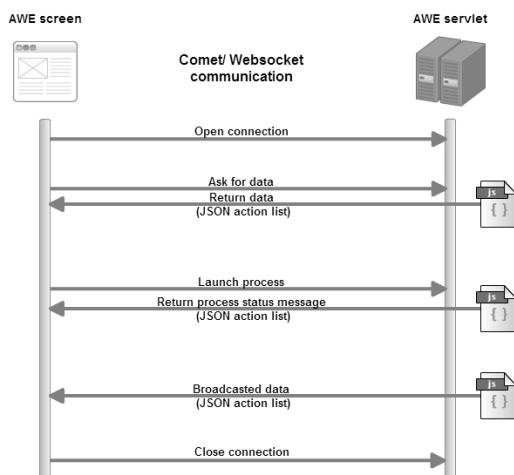 AWE screen
AWE servlet
Comet/ Websocket
communication
Open connection
Ask for data
Return data
(JSON action list)
js
{ }
Launch process
Return process status message
(JSON action list)
js
{ }
Broadcasted data
(JSON action list)
js
{ }
Close connection